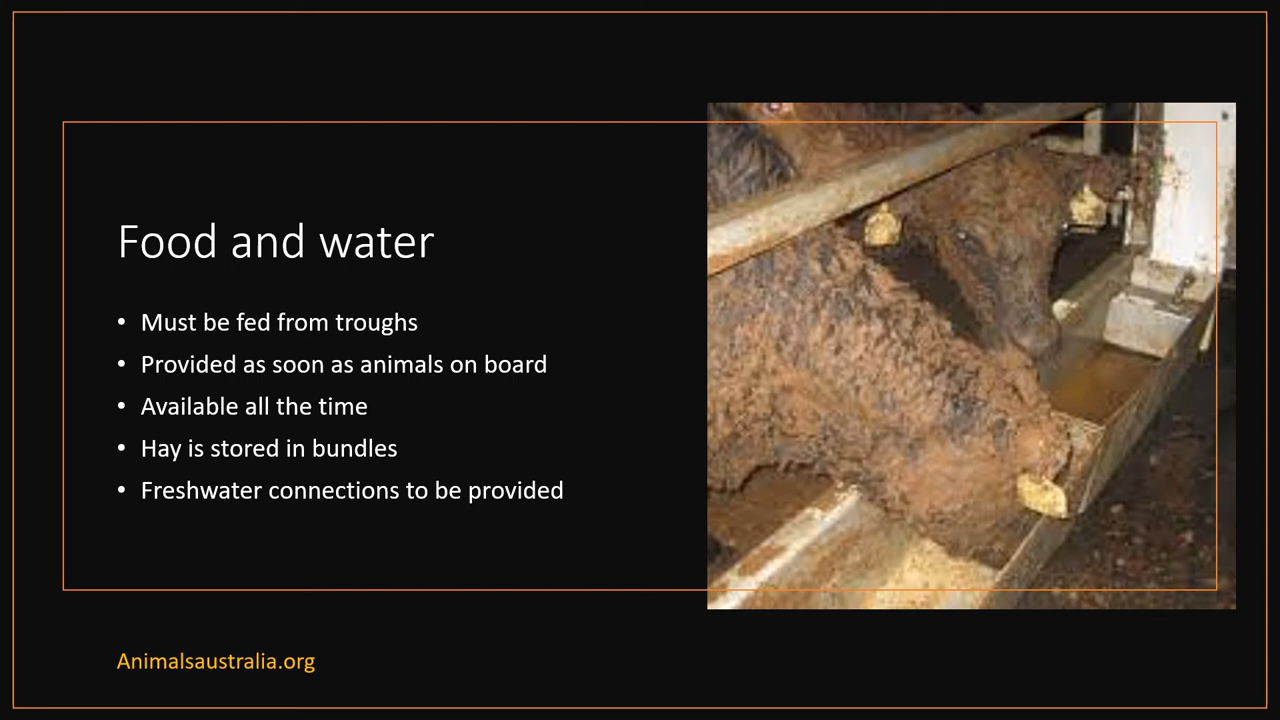 Food and water
• Must be fed from troughs
• Provided as soon as animals on board
• Available all the time
• Hay is stored in bundles
• Freshwater connections to be provided
Animalsaustralia.org